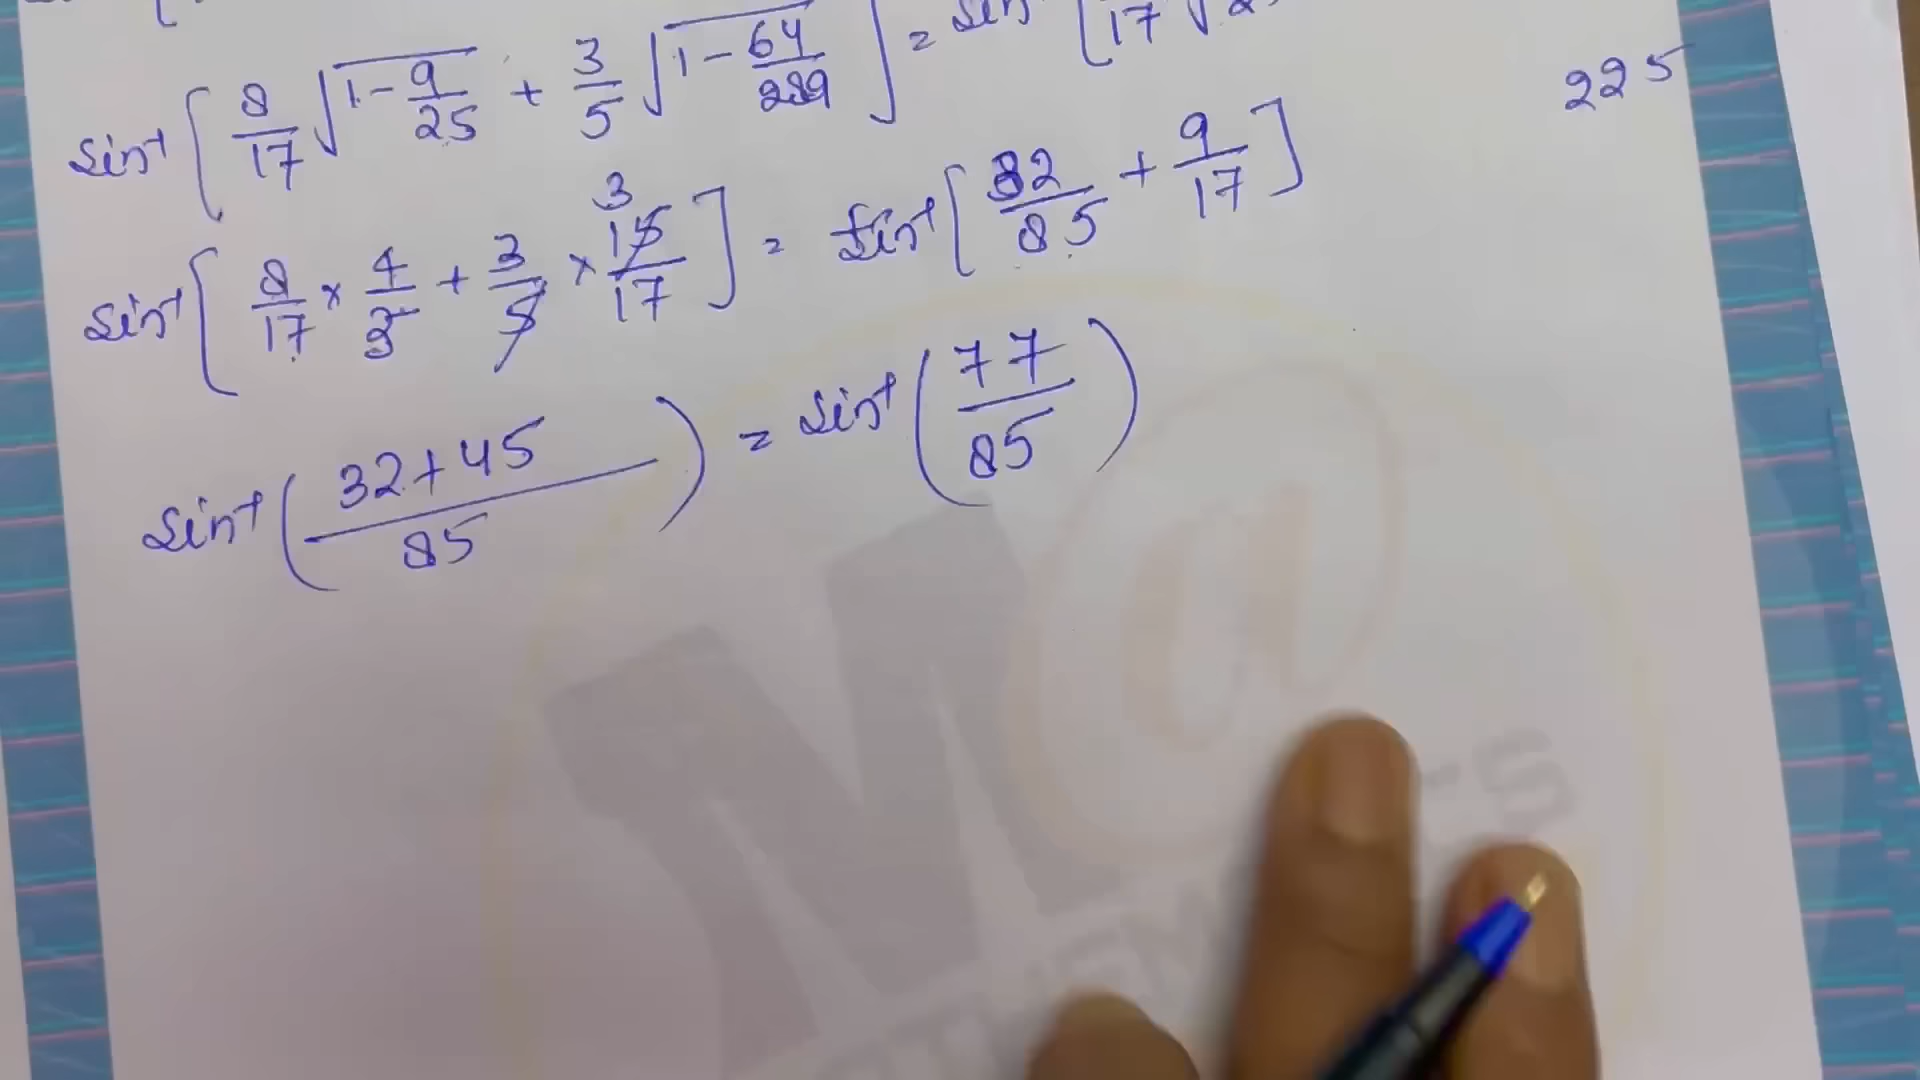 sin⁻¹[8/17 √(1-9/25) + 3/5 √(1-64/289)] = sin⁻¹[ 17 √
225
sin⁻¹[8/17 × 4/5 + 3/5 × 15/17 3] = sin⁻¹[32/85 + 9/17]
sin⁻¹(32+45/85) = sin⁻¹(77/85)